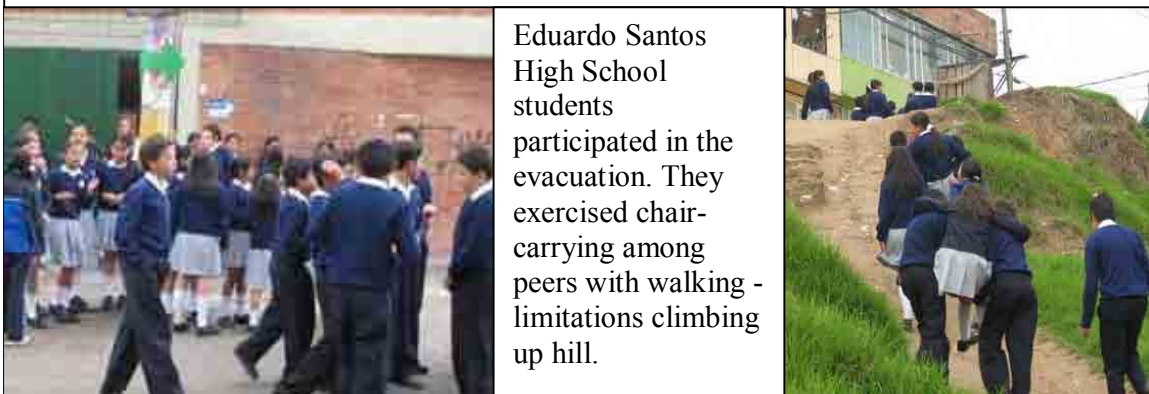 Eduardo Santos
High School
students
participated in the
evacuation. They
exercised chair-
carrying among
peers with walking -
limitations climbing
up hill.